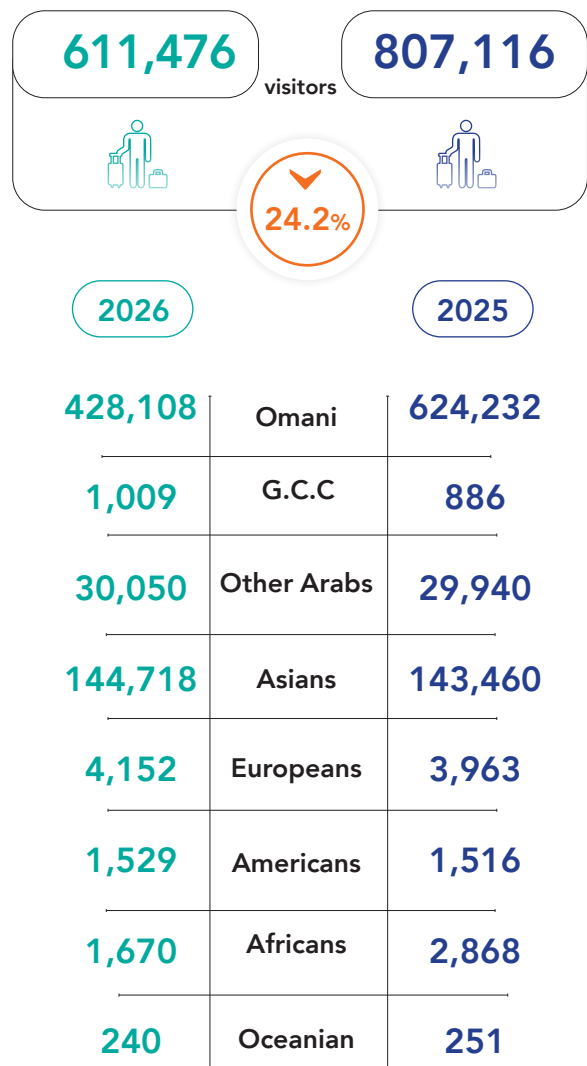 611,476 visitors 807,116
24.2%
2026 2025
428,108 Omani 624,232
1,009 G.C.C 886
30,050 Other Arabs 29,940
144,718 Asians 143,460
4,152 Europeans 3,963
1,529 Americans 1,516
1,670 Africans 2,868
240 Oceanian 251